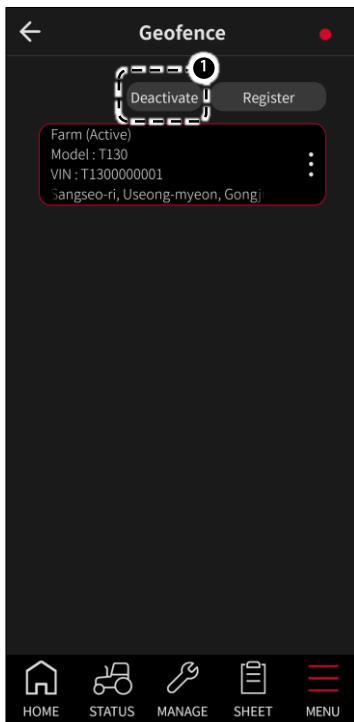 Geofence
1
Deactivate Register
Farm (Active)
Model : T130
VIN : T1300000001
Sangseo-ri, Useong-myeon, Gongj
HOME STATUS MANAGE SHEET MENU